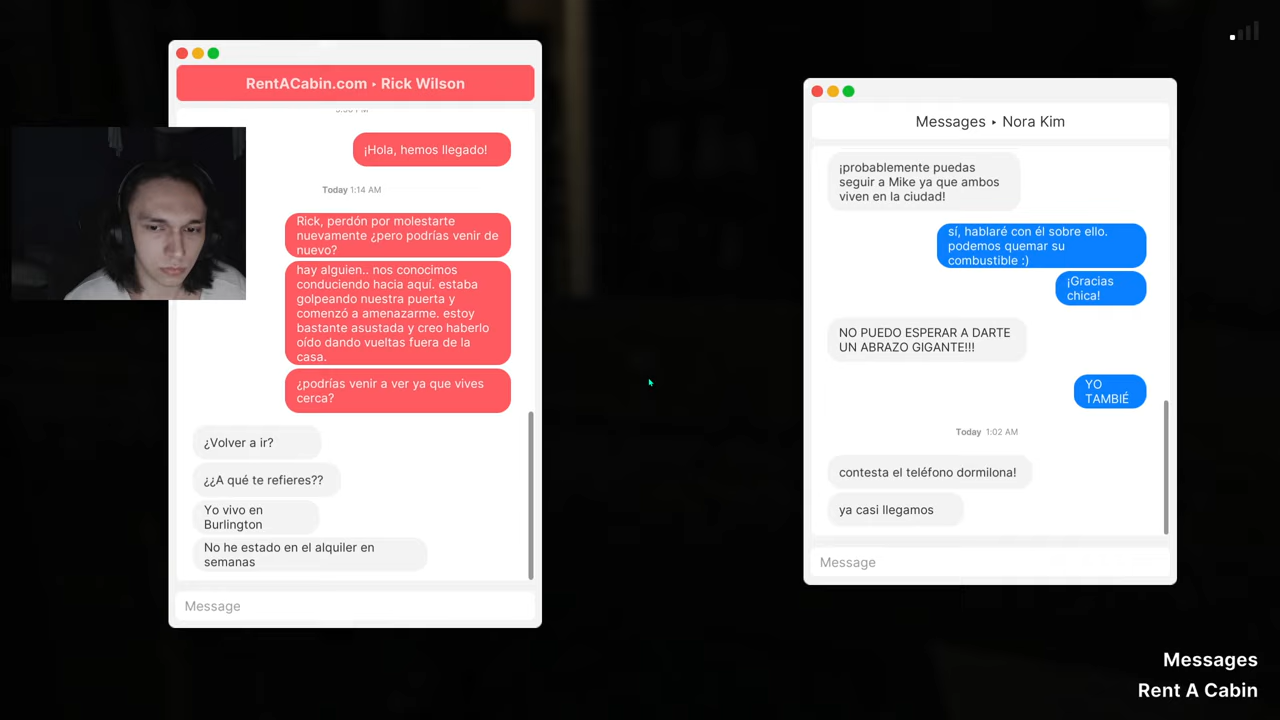 RentACabin.com ‣ Rick Wilson
¡Hola, hemos llegado!
Today 1:14 AM
Rick, perdón por molestarte
nuevamente ¿pero podrías venir de
nuevo?
hay alguien.. nos conocimos
conduciendo hacia aquí. estaba
golpeando nuestra puerta y
comenzó a amenazarme. estoy
bastante asustada y creo haberlo
oído dando vueltas fuera de la
casa.
¿podrías venir a ver ya que vives
cerca?
¿Volver a ir?
¿¿A qué te refieres??
Yo vivo en
Burlington
No he estado en el alquiler en
semanas
Message
Messages ‣ Nora Kim
¡probablemente puedas
seguir a Mike ya que ambos
viven en la ciudad!
sí, hablaré con él sobre ello.
podemos quemar su
combustible :)
¡Gracias
chica!
NO PUEDO ESPERAR A DARTE
UN ABRAZO GIGANTE!!!
YO
TAMBIÉ
Today 1:02 AM
contesta el teléfono dormilona!
ya casi llegamos
Message
Messages
Rent A Cabin